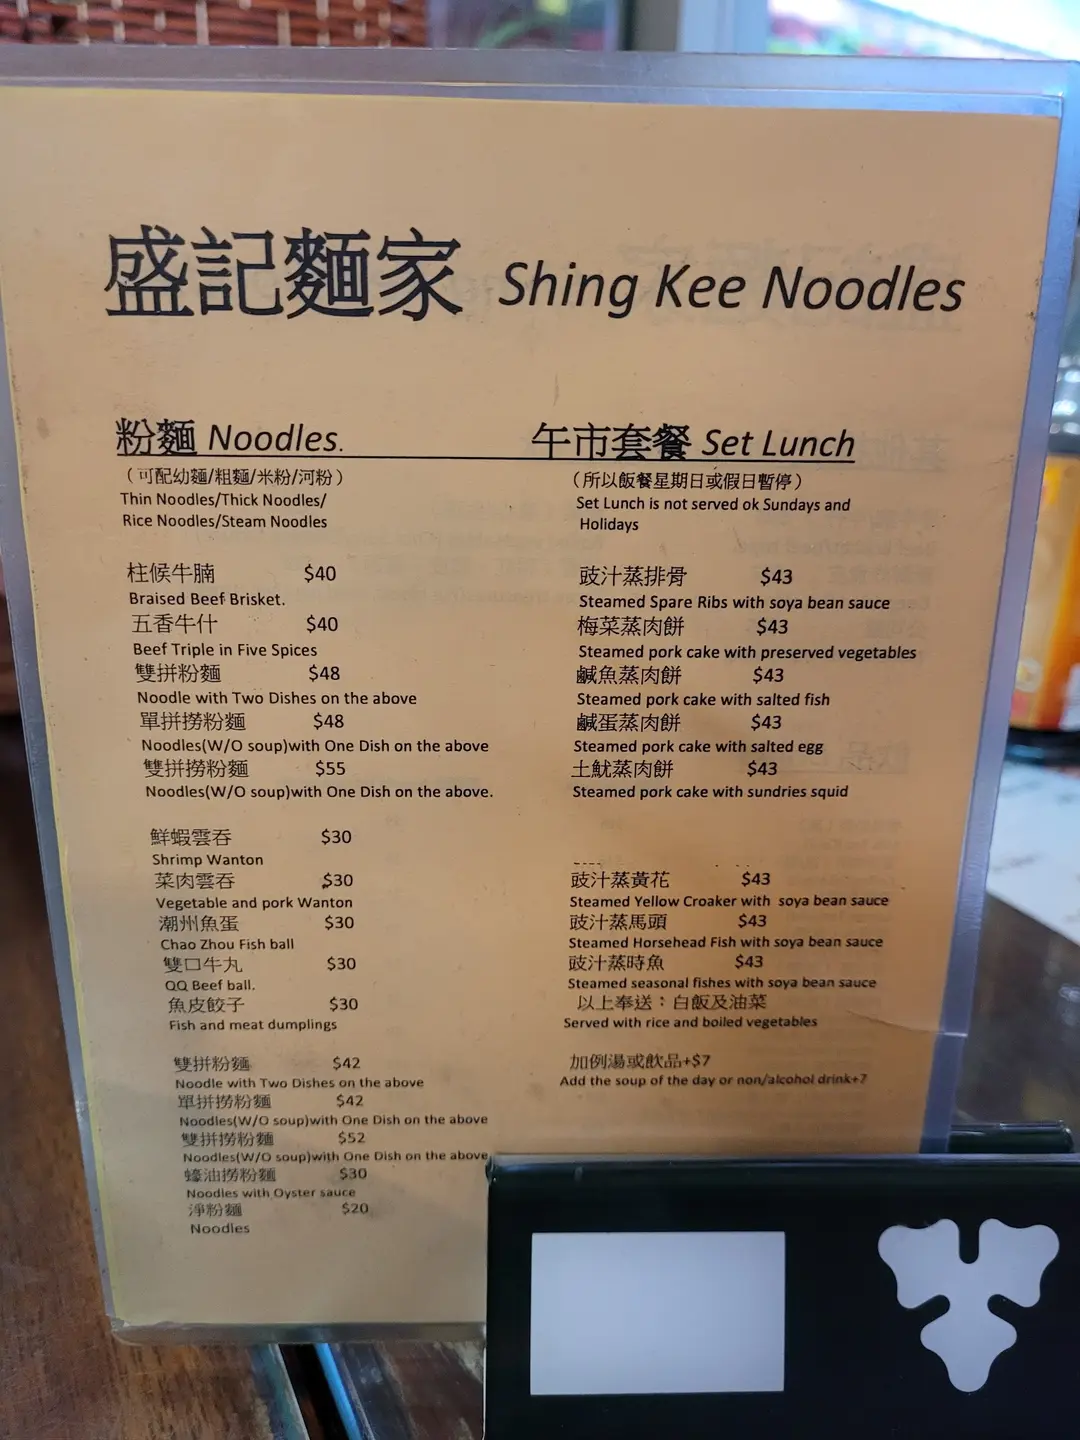 盛記麵家 Shing Kee Noodles
粉麵 Noodles.
（可配幼麵/粗麵/米粉/河粉）
Thin Noodles/Thick Noodles/
Rice Noodles/Steam Noodles
柱候牛腩 $40
Braised Beef Brisket.
五香牛什 $40
Beef Triple in Five Spices
雙拼粉麵 $48
Noodle with Two Dishes on the above
單拼撈粉麵 $48
Noodles(W/O soup)with One Dish on the above
雙拼撈粉麵 $55
Noodles(W/O soup)with One Dish on the above.
鮮蝦雲吞 $30
Shrimp Wanton
菜肉雲吞 $30
Vegetable and pork Wanton
潮州魚蛋 $30
Chao Zhou Fish ball
雙口牛丸 $30
QQ Beef ball.
魚皮餃子 $30
Fish and meat dumplings
雙拼粉麵 $42
Noodle with Two Dishes on the above
單拼撈粉麵 $42
Noodles(W/O soup)with One Dish on the above
雙拼撈粉麵 $52
Noodles(W/O soup)with One Dish on the above
蠔油撈粉麵 $30
Noodles with Oyster sauce
淨粉麵 $20
Noodles
午市套餐 Set Lunch
（所以飯餐星期日或假日暫停）
Set Lunch is not served ok Sundays and
Holidays
豉汁蒸排骨 $43
Steamed Spare Ribs with soya bean sauce
梅菜蒸肉餅 $43
Steamed pork cake with preserved vegetables
鹹魚蒸肉餅 $43
Steamed pork cake with salted fish
鹹蛋蒸肉餅 $43
Steamed pork cake with salted egg
土魷蒸肉餅 $43
Steamed pork cake with sundries squid
豉汁蒸黃花 $43
Steamed Yellow Croaker with soya bean sauce
豉汁蒸馬頭 $43
Steamed Horsehead Fish with soya bean sauce
豉汁蒸時魚 $43
Steamed seasonal fishes with soya bean sauce
以上奉送：白飯及油菜
Served with rice and boiled vegetables
加例湯或飲品+$7
Add the soup of the day or non/alcohol drink+7